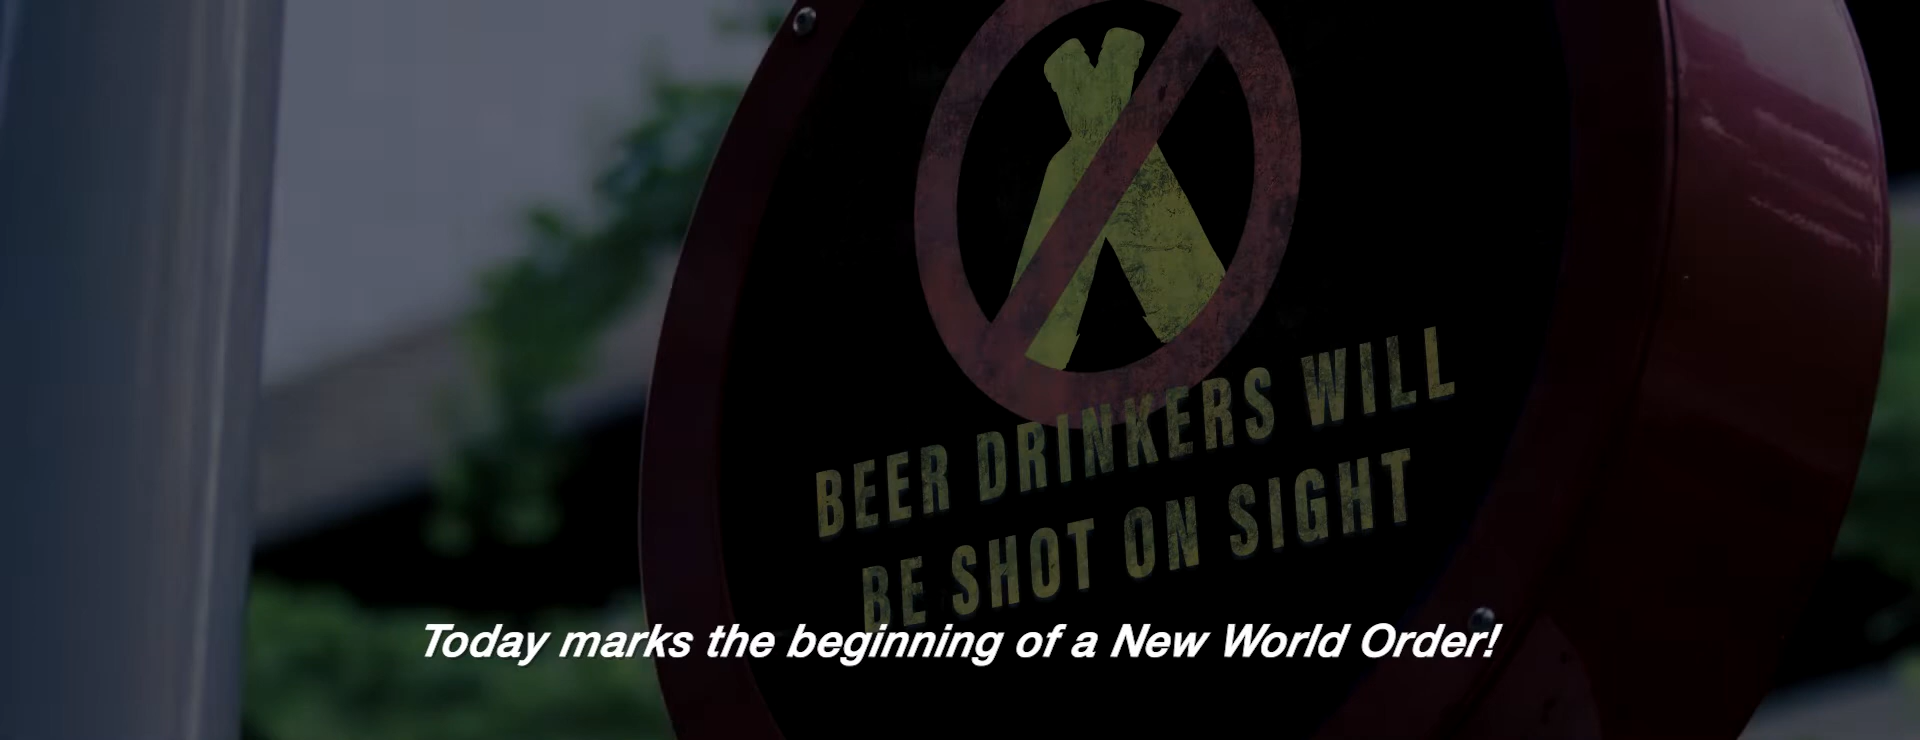 BEER DRINKERS WILL
BE SHOT ON SIGHT
Today marks the beginning of a New World Order!